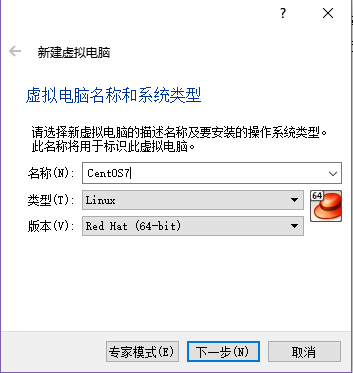 ?
新建虚拟电脑
虚拟电脑名称和系统类型
请选择新虚拟电脑的描述名称及要安装的操作系统类型。
此名称将用于标识此虚拟电脑。
名称(N): CentOS7
类型(T): Linux
64
版本(V): Red Hat (64-bit)
专家模式(E) 下一步(N) 取消